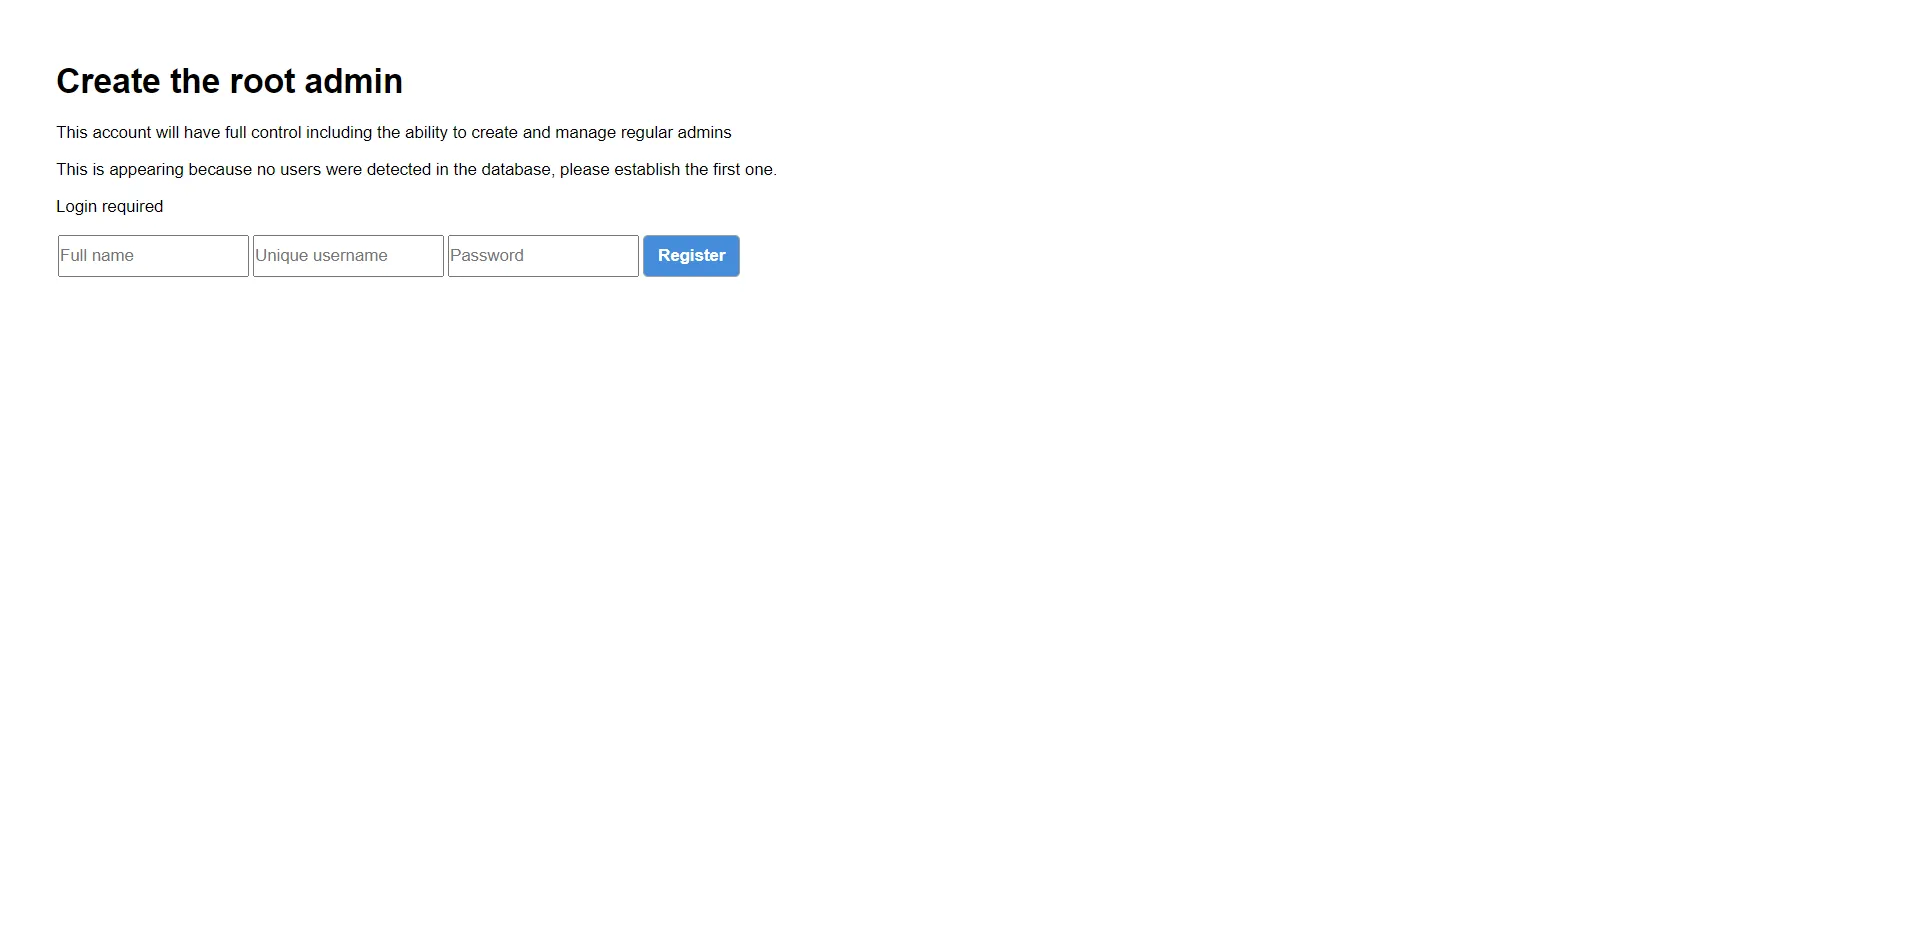 Create the root admin
This account will have full control including the ability to create and manage regular admins
This is appearing because no users were detected in the database, please establish the first one.
Login required
Full name Unique username Password Register